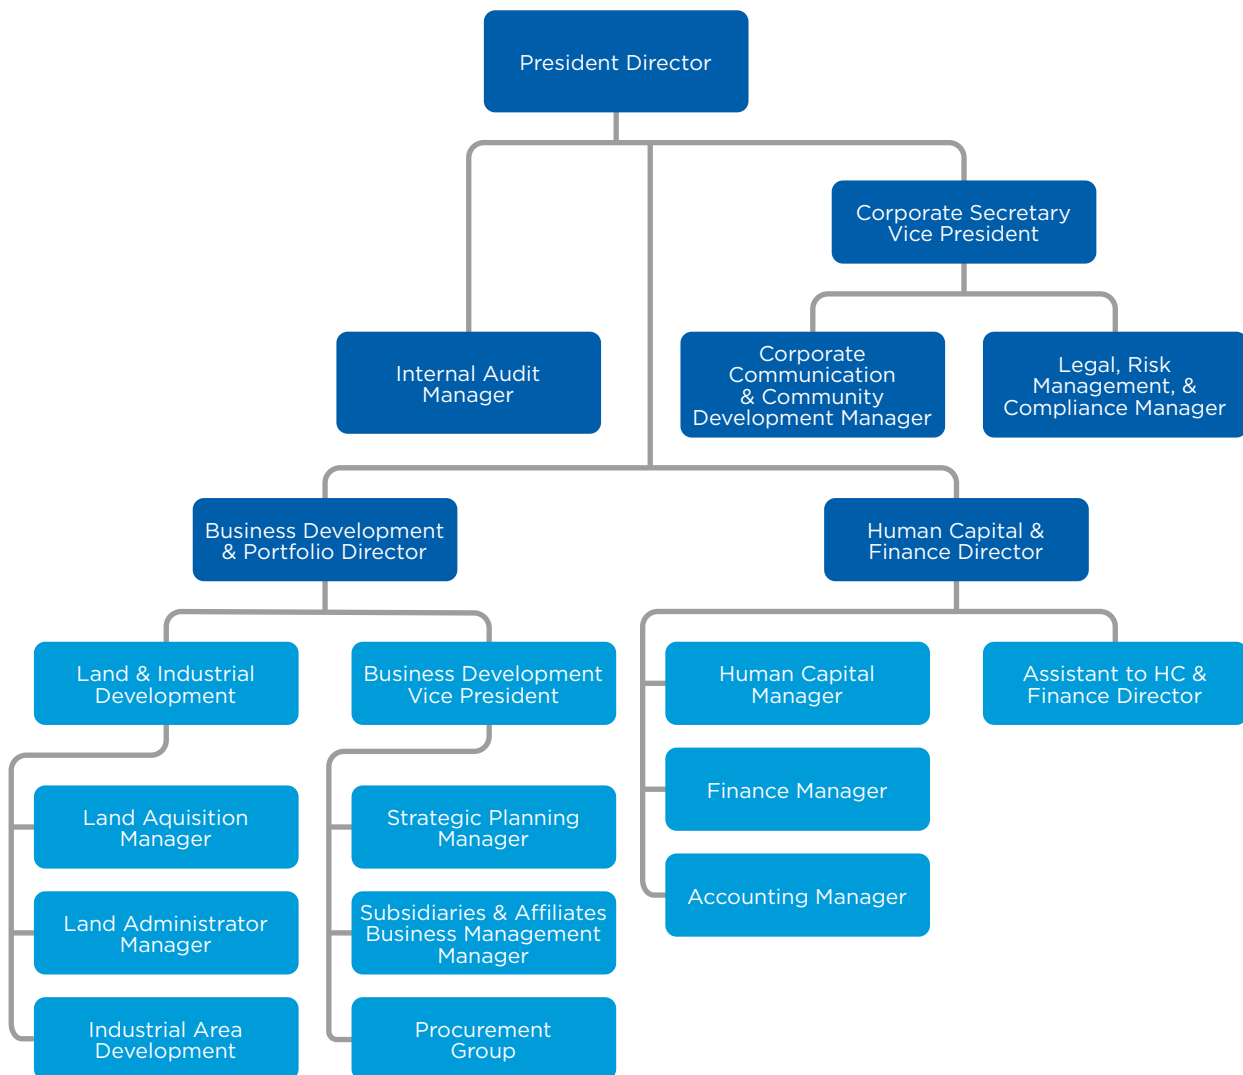 President Director
Corporate Secretary
Vice President
Internal Audit
Manager
Corporate
Communication
& Community
Development Manager
Legal, Risk
Management, &
Compliance Manager
Business Development
& Portfolio Director
Human Capital &
Finance Director
Land & Industrial
Development
Business Development
Vice President
Human Capital
Manager
Assistant to HC &
Finance Director
Land Aquisition
Manager
Strategic Planning
Manager
Finance Manager
Land Administrator
Manager
Subsidiaries & Affiliates
Business Management
Manager
Accounting Manager
Industrial Area
Development
Procurement
Group